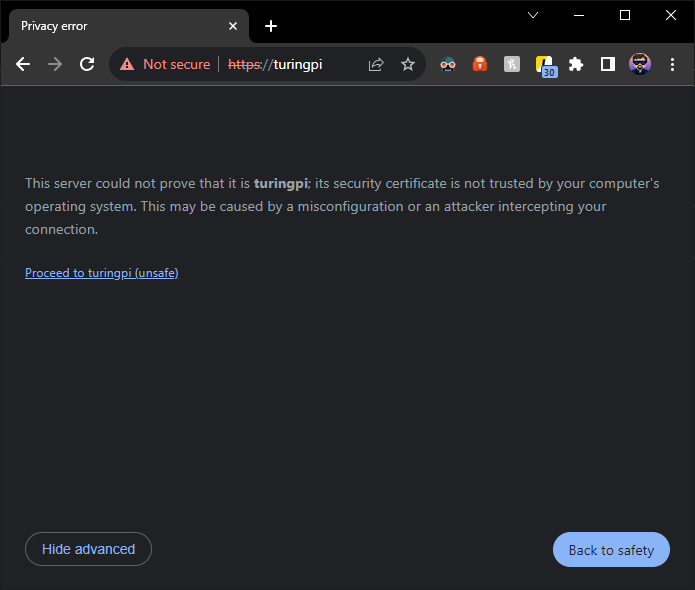 Privacy error
Not secure https://turingpi
30
This server could not prove that it is turingpi; its security certificate is not trusted by your computer's
operating system. This may be caused by a misconfiguration or an attacker intercepting your
connection.
Proceed to turingpi (unsafe)
Hide advanced Back to safety